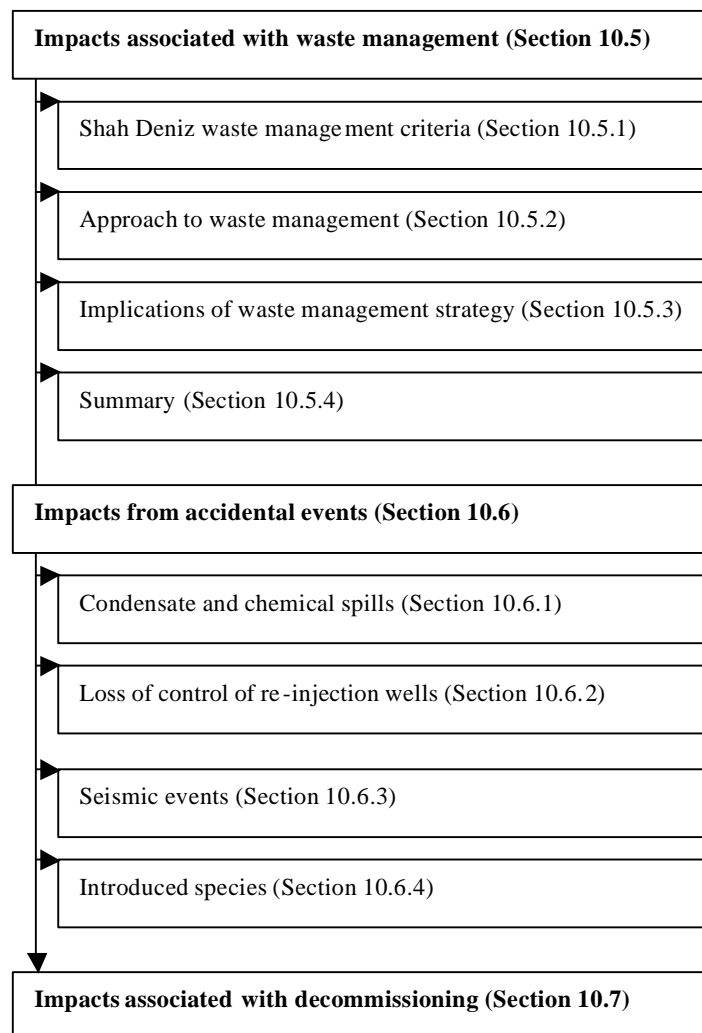 Impacts associated with waste management (Section 10.5)
Shah Deniz waste management criteria (Section 10.5.1)
Approach to waste management (Section 10.5.2)
Implications of waste management strategy (Section 10.5.3)
Summary (Section 10.5.4)
Impacts from accidental events (Section 10.6)
Condensate and chemical spills (Section 10.6.1)
Loss of control of re-injection wells (Section 10.6.2)
Seismic events (Section 10.6.3)
Introduced species (Section 10.6.4)
Impacts associated with decommissioning (Section 10.7)